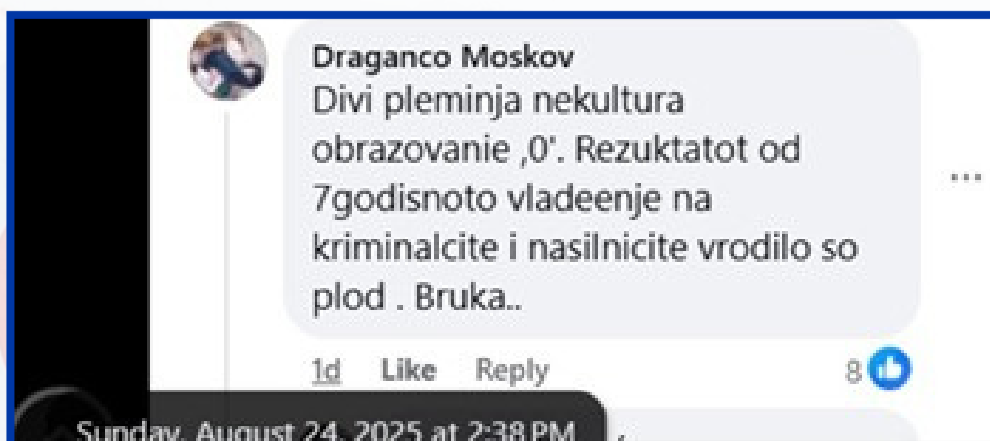 Draganco Moskov
Divi pleminja nekultura
obrazovanie ,0'. Rezuktatot od
7godisnoto vladeenje na
kriminalcite i nasilnicite vrodilo so
plod . Bruka..
1d Like Reply 8
Sunday, August 24, 2025 at 2:38 PM